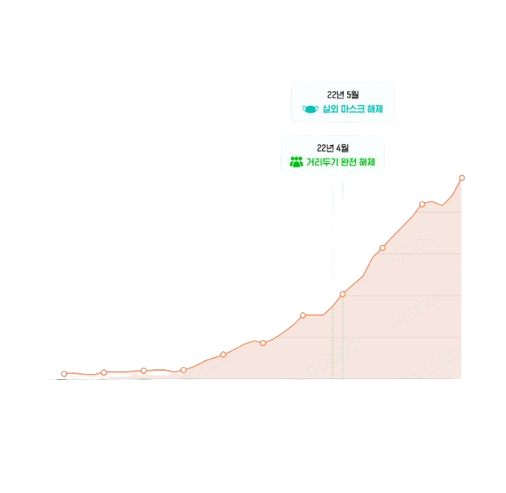 22년 5월
실외 마스크 해제
22년 4월
거리두기 완전 해제